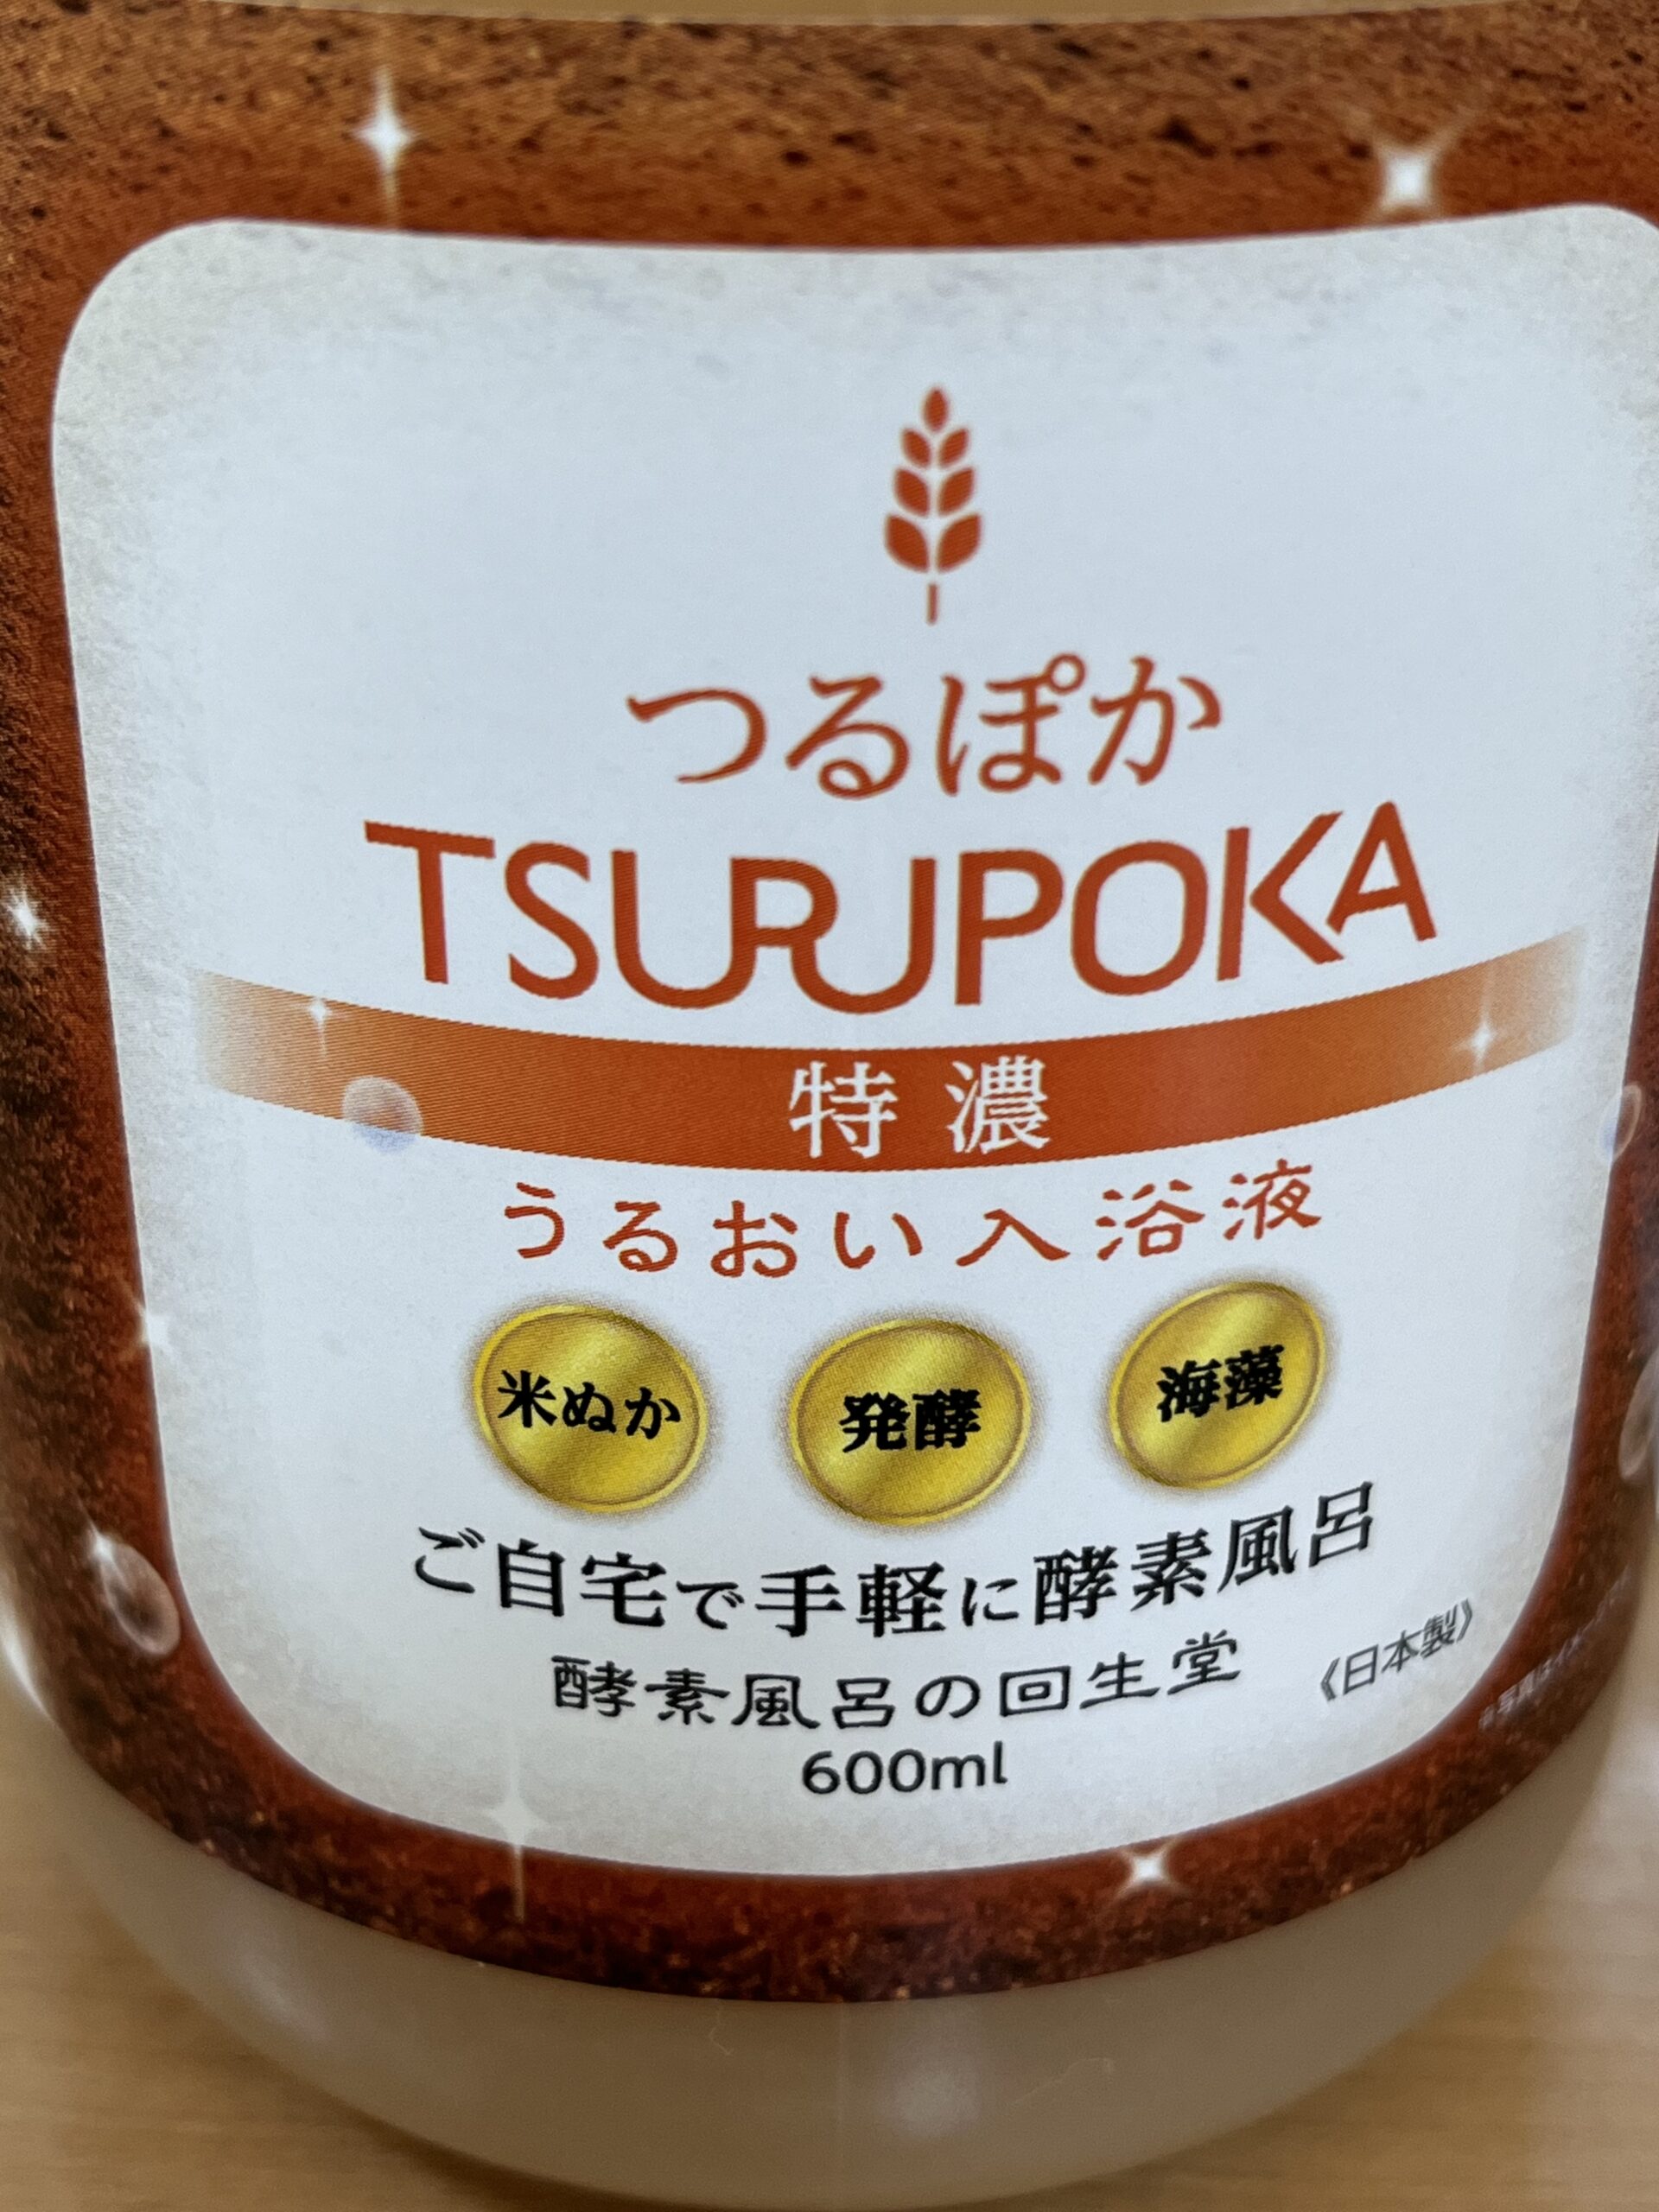 つるぽか
TSURUPOKA
特濃
うるおい入浴液
米ぬか
発酵
海藻
ご自宅で手軽に酵素風呂
酵素風呂の回生堂
《日本製》
600ml